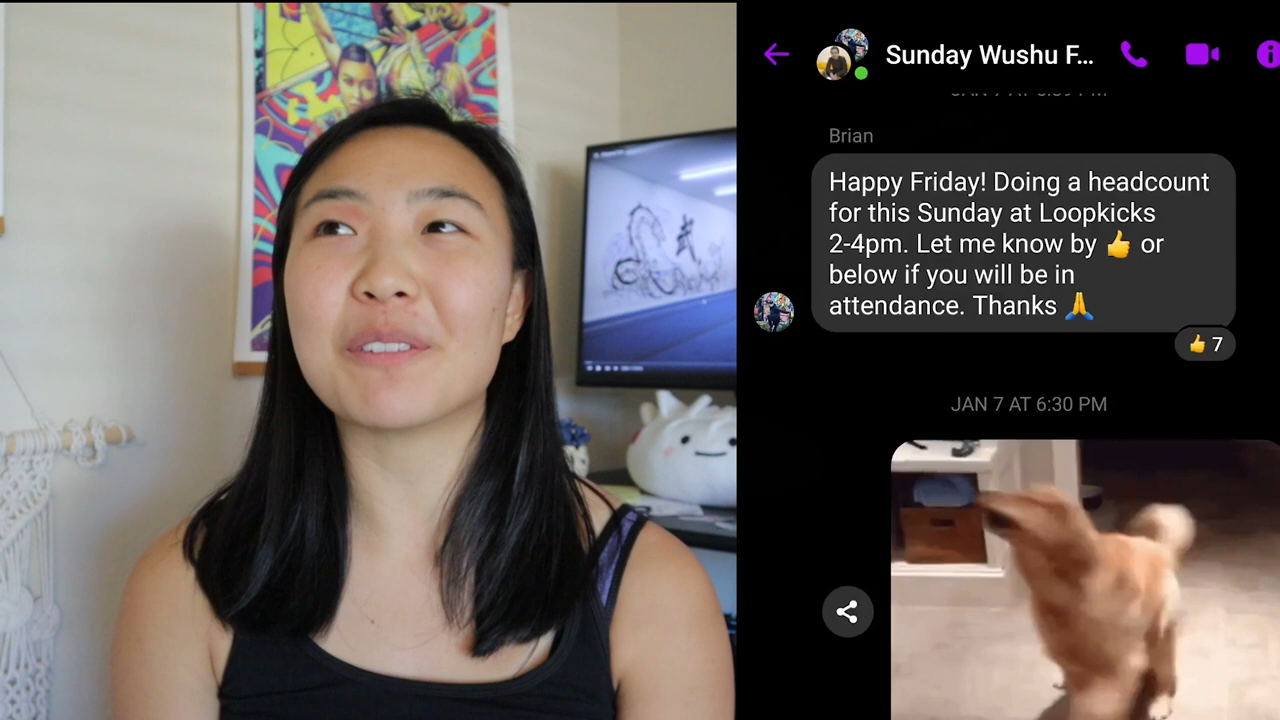 Sunday Wushu F...
Brian
Happy Friday! Doing a headcount
for this Sunday at Loopkicks
2-4pm. Let me know by 👍 or
below if you will be in
attendance. Thanks 🙏
👍 7
JAN 7 AT 6:30 PM
武